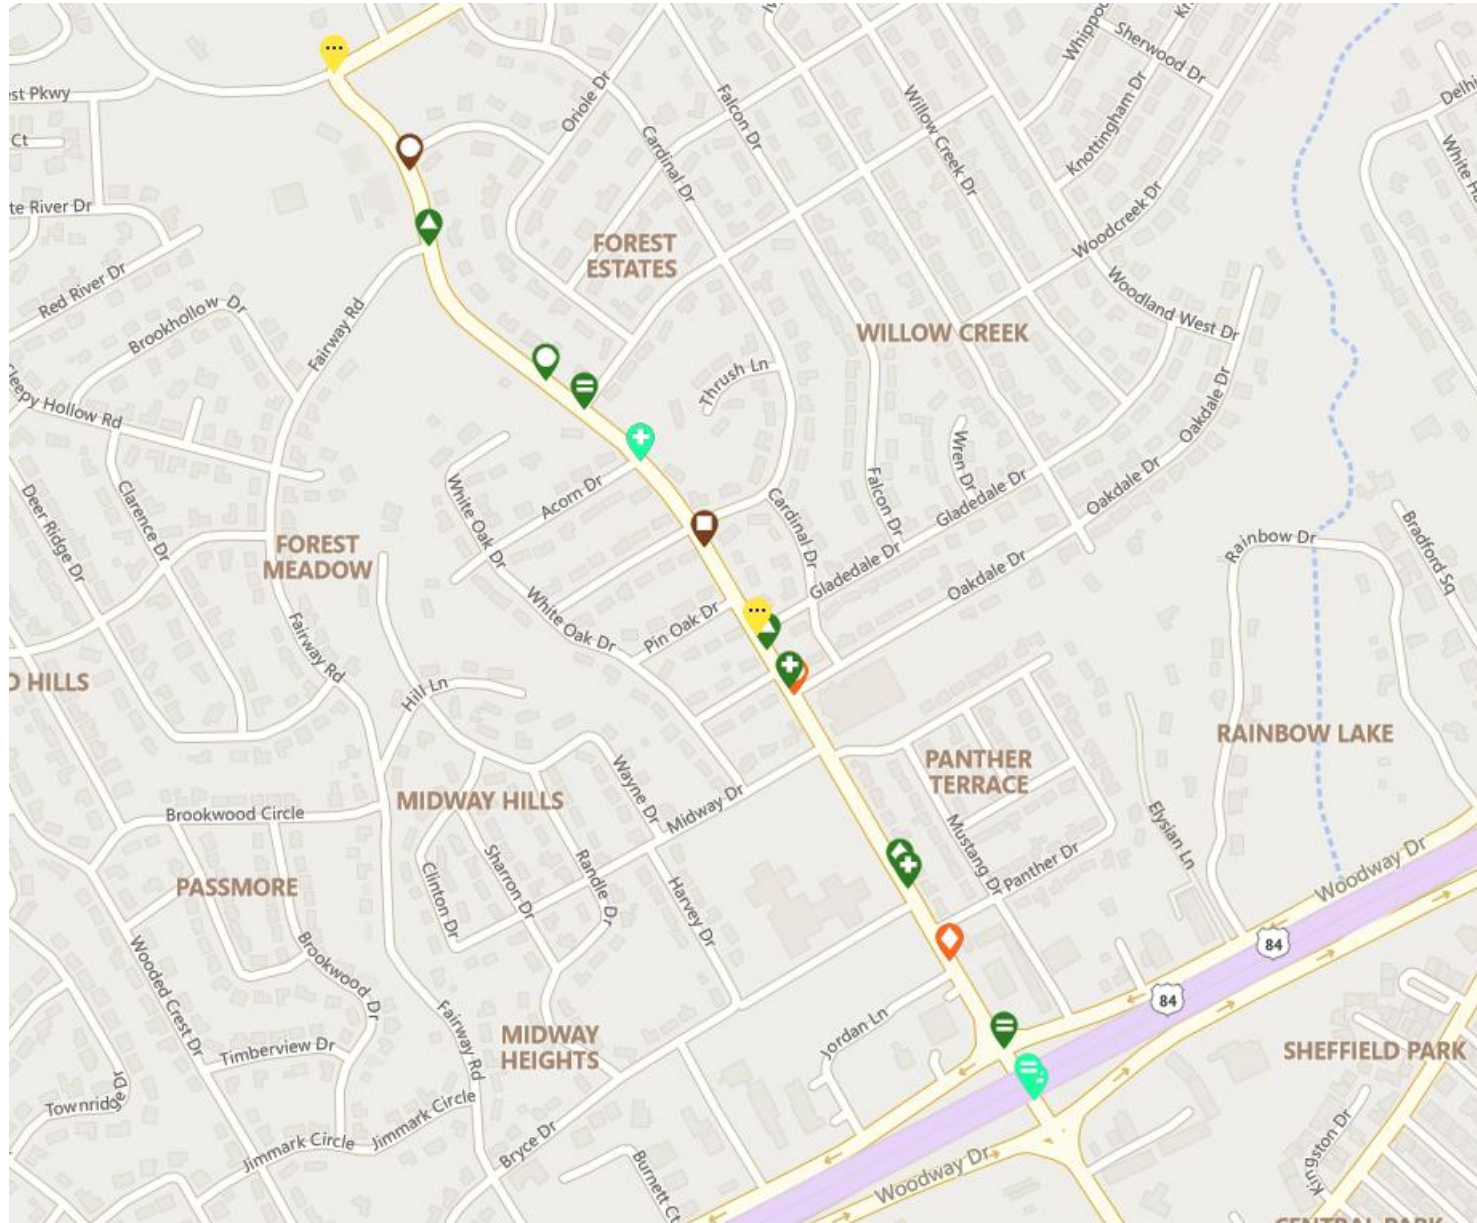 Sherwood Dr
st Pkwy
Oriole Dr
Falcon Dr
Willow Creek Dr
Knottingham Dr
Ct
Cardinal Dr
te River Dr
Woodcreek Dr
FOREST
ESTATES
Red River Dr
Brookhollow Dr
Fairway Rd
Woodland West Dr
WILLOW CREEK
Thrush Ln
leepy Hollow Rd
Oakdale Dr
Wren Dr
White Oak Dr
Acorn Dr
Falcon Dr
Gladedale Dr
Oakdale Dr
Deer Ridge Dr
Clarence Dr
Cardinal Dr
Rainbow Dr
Bradford Sq
FOREST
MEADOW
Gladedale Dr
Oakdale Dr
White Oak Dr
Pin Oak Dr
Fairway Rd
O HILLS
Hill Ln
RAINBOW LAKE
PANTHER
TERRACE
MIDWAY HILLS
Wayne Dr
Midway Dr
Brookwood Circle
Elysian Ln
Mustang Dr
Panther Dr
Woodway Dr
PASSMORE
Clinton Dr
Sharron Dr
Randle Dr
Harvey Dr
84
Wooded Crest Dr
Brookwood Dr
84
Fairway Rd
Jordan Ln
MIDWAY
HEIGHTS
Timberview Dr
SHEFFIELD PARK
Townridge Dr
Jimmark Circle
Jimmark Circle
Bryce Dr
Kingston Dr
Burnett Ct
Woodway Dr
CENTRAL PARK